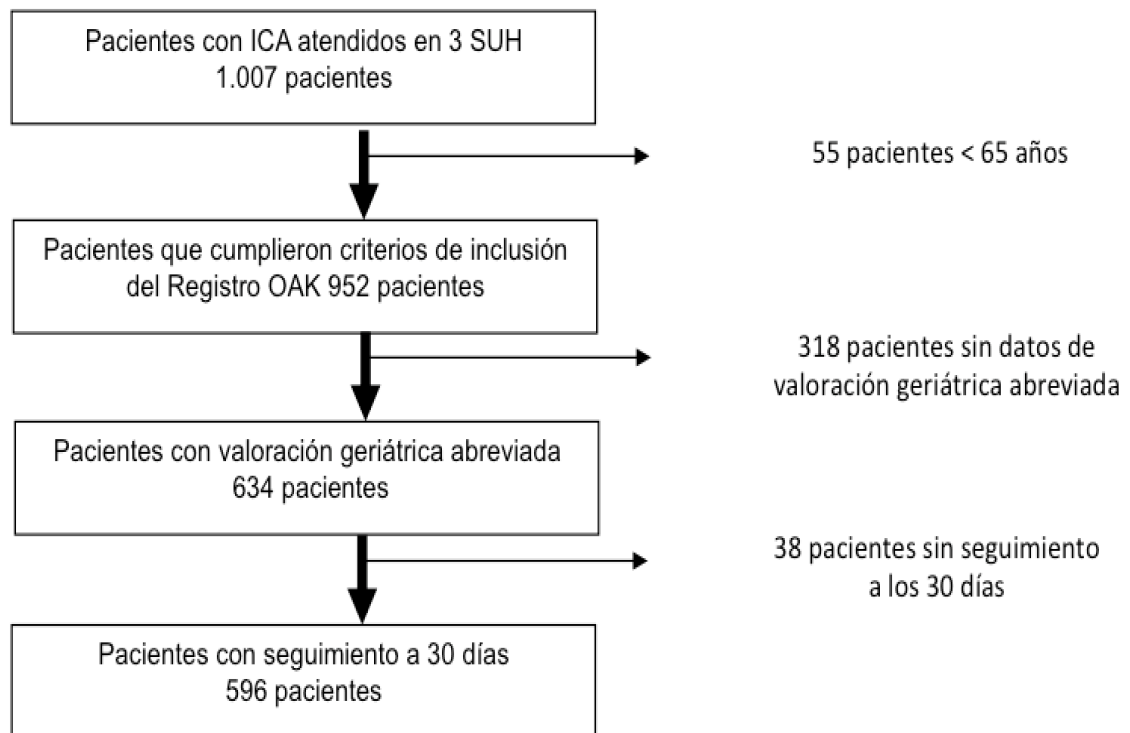 Pacientes con ICA atendidos en 3 SUH
1.007 pacientes
55 pacientes < 65 años
Pacientes que cumplieron criterios de inclusión
del Registro OAK 952 pacientes
318 pacientes sin datos de
valoración geriátrica abreviada
Pacientes con valoración geriátrica abreviada
634 pacientes
38 pacientes sin seguimiento
a los 30 días
Pacientes con seguimiento a 30 días
596 pacientes